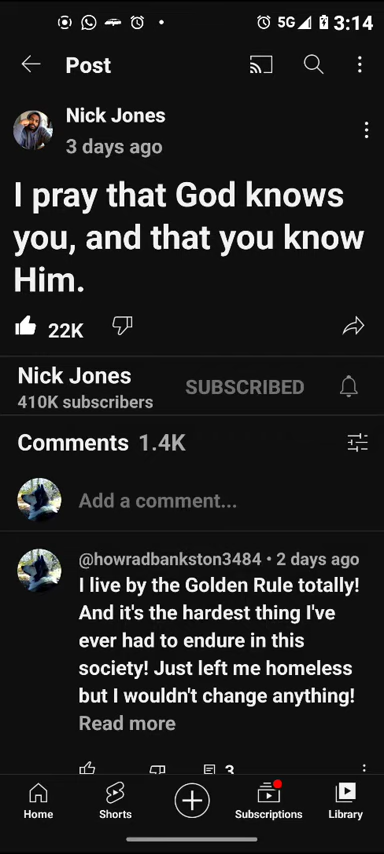 5G 3:14
Post
Nick Jones
3 days ago
I pray that God knows
you, and that you know
Him.
22K
Nick Jones
SUBSCRIBED
410K subscribers
Comments 1.4K
Add a comment...
@howradbankston3484 • 2 days ago
I live by the Golden Rule totally!
And it's the hardest thing I've
ever had to endure in this
society! Just left me homeless
but I wouldn't change anything!
Read more
3
Home
Shorts
Subscriptions
Library